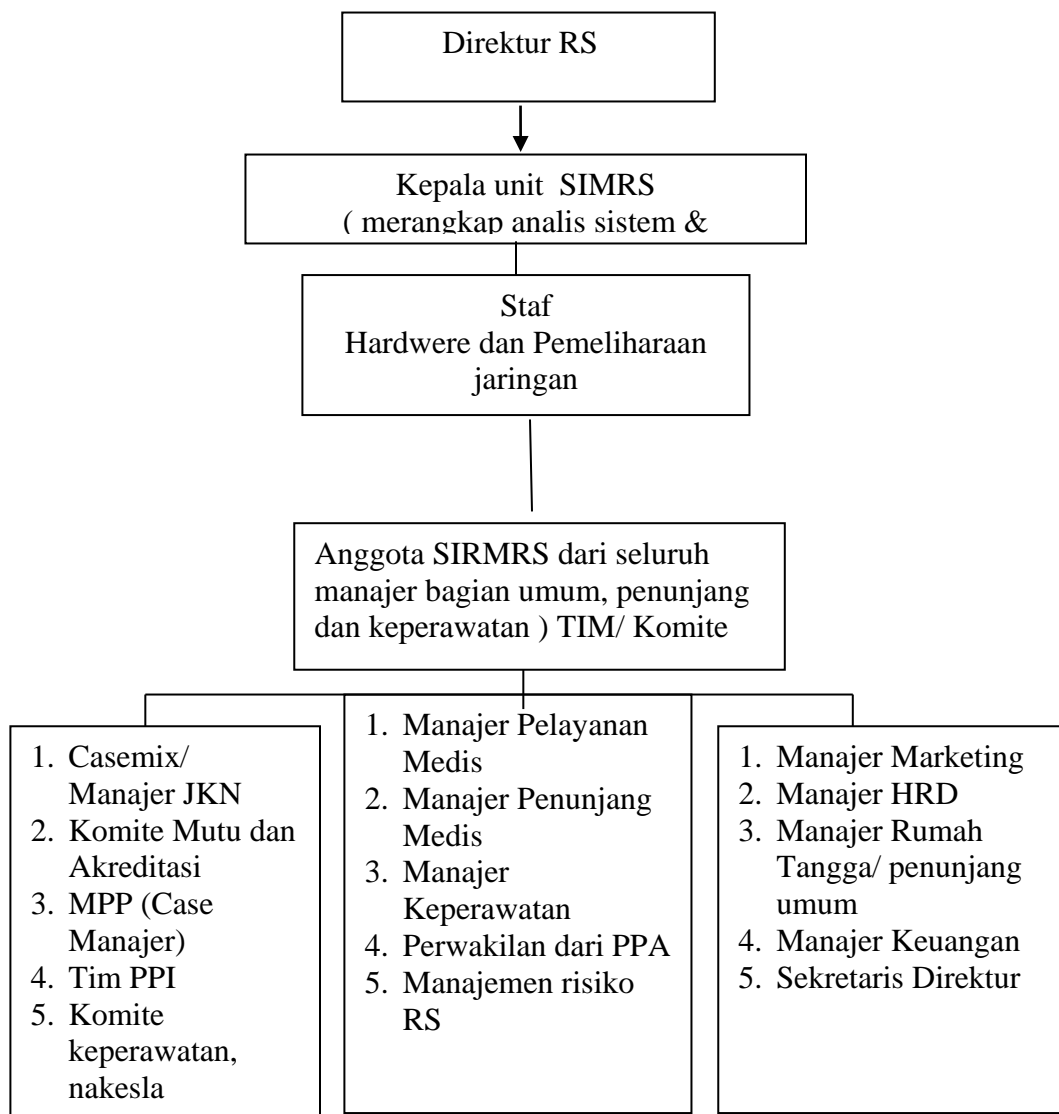 Direktur RS
Kepala unit SIMRS
( merangkap analis sistem &
Staf
Hardwere dan Pemeliharaan
jaringan
Anggota SIRMRS dari seluruh
manajer bagian umum, penunjang
dan keperawatan ) TIM/ Komite
1. Casemix/
Manajer JKN
2. Komite Mutu dan
Akreditasi
3. MPP (Case
Manajer)
4. Tim PPI
5. Komite
keperawatan,
nakesla
1. Manajer Pelayanan
Medis
2. Manajer Penunjang
Medis
3. Manajer
Keperawatan
4. Perwakilan dari PPA
5. Manajemen risiko
RS
1. Manajer Marketing
2. Manajer HRD
3. Manajer Rumah
Tangga/ penunjang
umum
4. Manajer Keuangan
5. Sekretaris Direktur